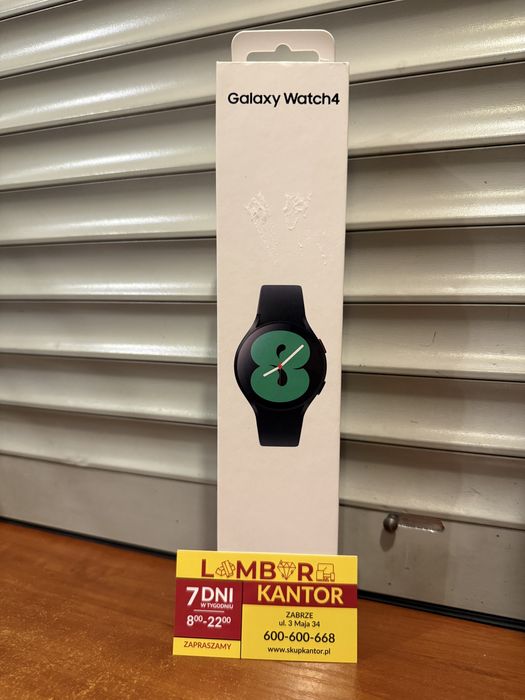 Galaxy Watch4
8
LOMBARD
KANTOR
7 DNI
W TYGODNIU
8⁰⁰-22⁰⁰
ZAPRASZAMY
ZABRZE
ul. 3 Maja 34
600-600-668
www.skupkantor.pl